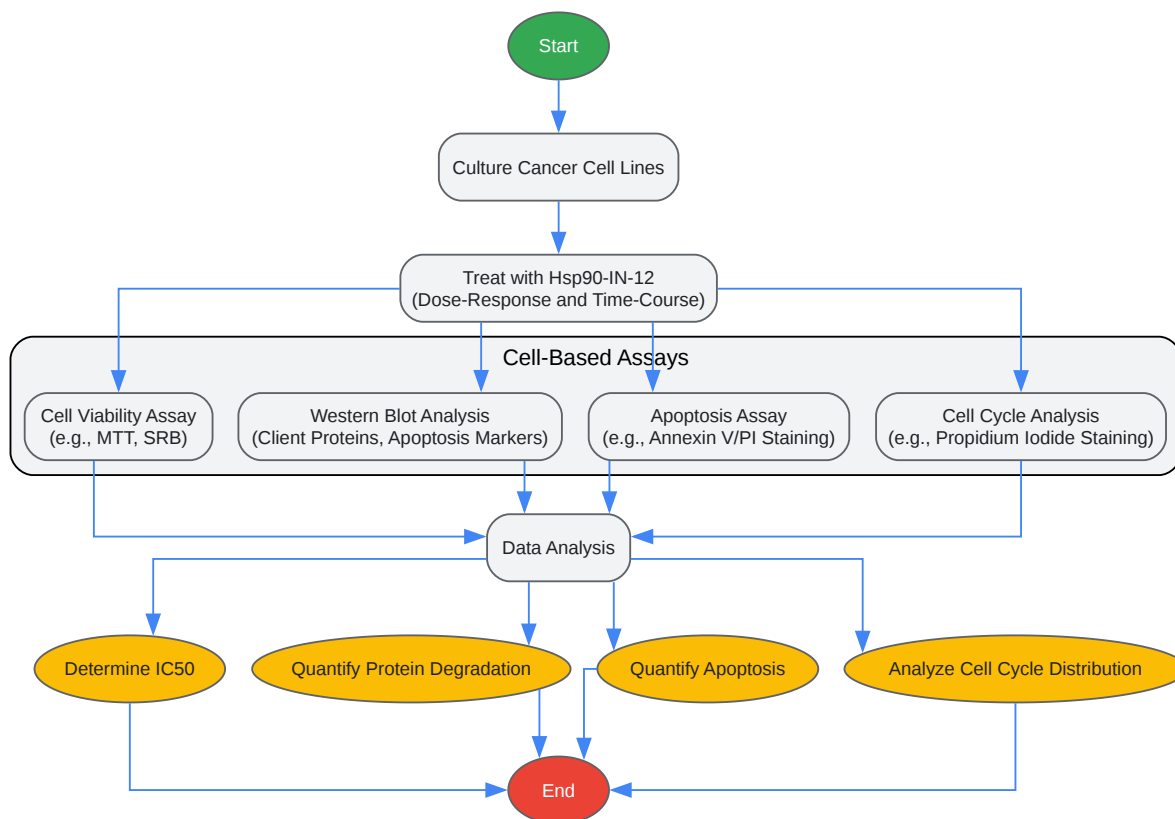 Start
Culture Cancer Cell Lines
Treat with Hsp90-IN-12
(Dose-Response and Time-Course)
Cell-Based Assays
Cell Viability Assay
(e.g., MTT, SRB)
Western Blot Analysis
(Client Proteins, Apoptosis Markers)
Apoptosis Assay
(e.g., Annexin V/PI Staining)
Cell Cycle Analysis
(e.g., Propidium Iodide Staining)
Data Analysis
Determine IC50
Quantify Protein Degradation
Quantify Apoptosis
Analyze Cell Cycle Distribution
End